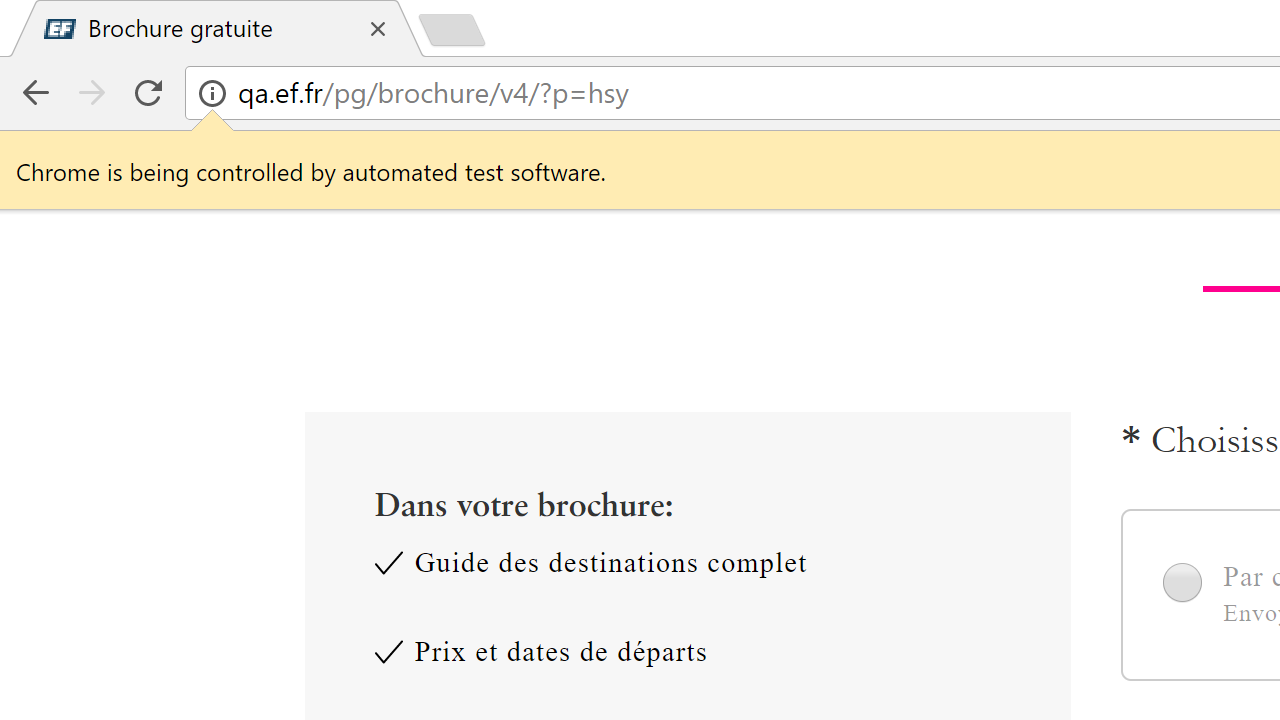 EF Brochure gratuite
qa.ef.fr/pg/brochure/v4/?p=hsy
Chrome is being controlled by automated test software.
* Choisiss
Dans votre brochure:
Guide des destinations complet
Par c
Envoy
Prix et dates de départs